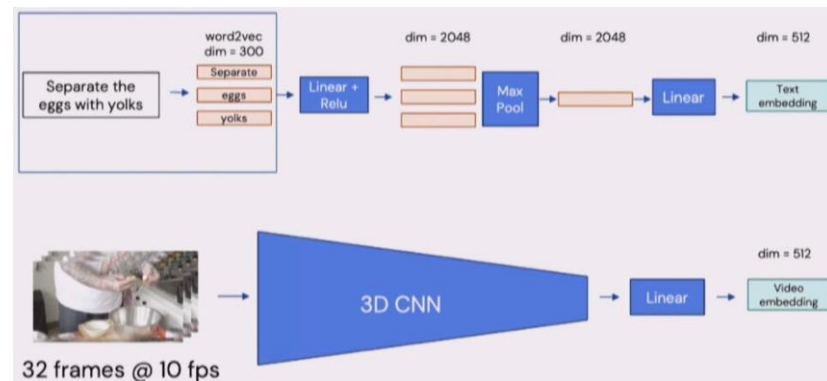 word2vec
dim = 300
dim = 2048
dim = 2048
dim = 512
Separate the
eggs with yolks
Separate
eggs
yolks
Linear +
Relu
Max
Pool
Linear
Text
embedding
dim = 512
3D CNN
Linear
Video
embedding
32 frames @ 10 fps